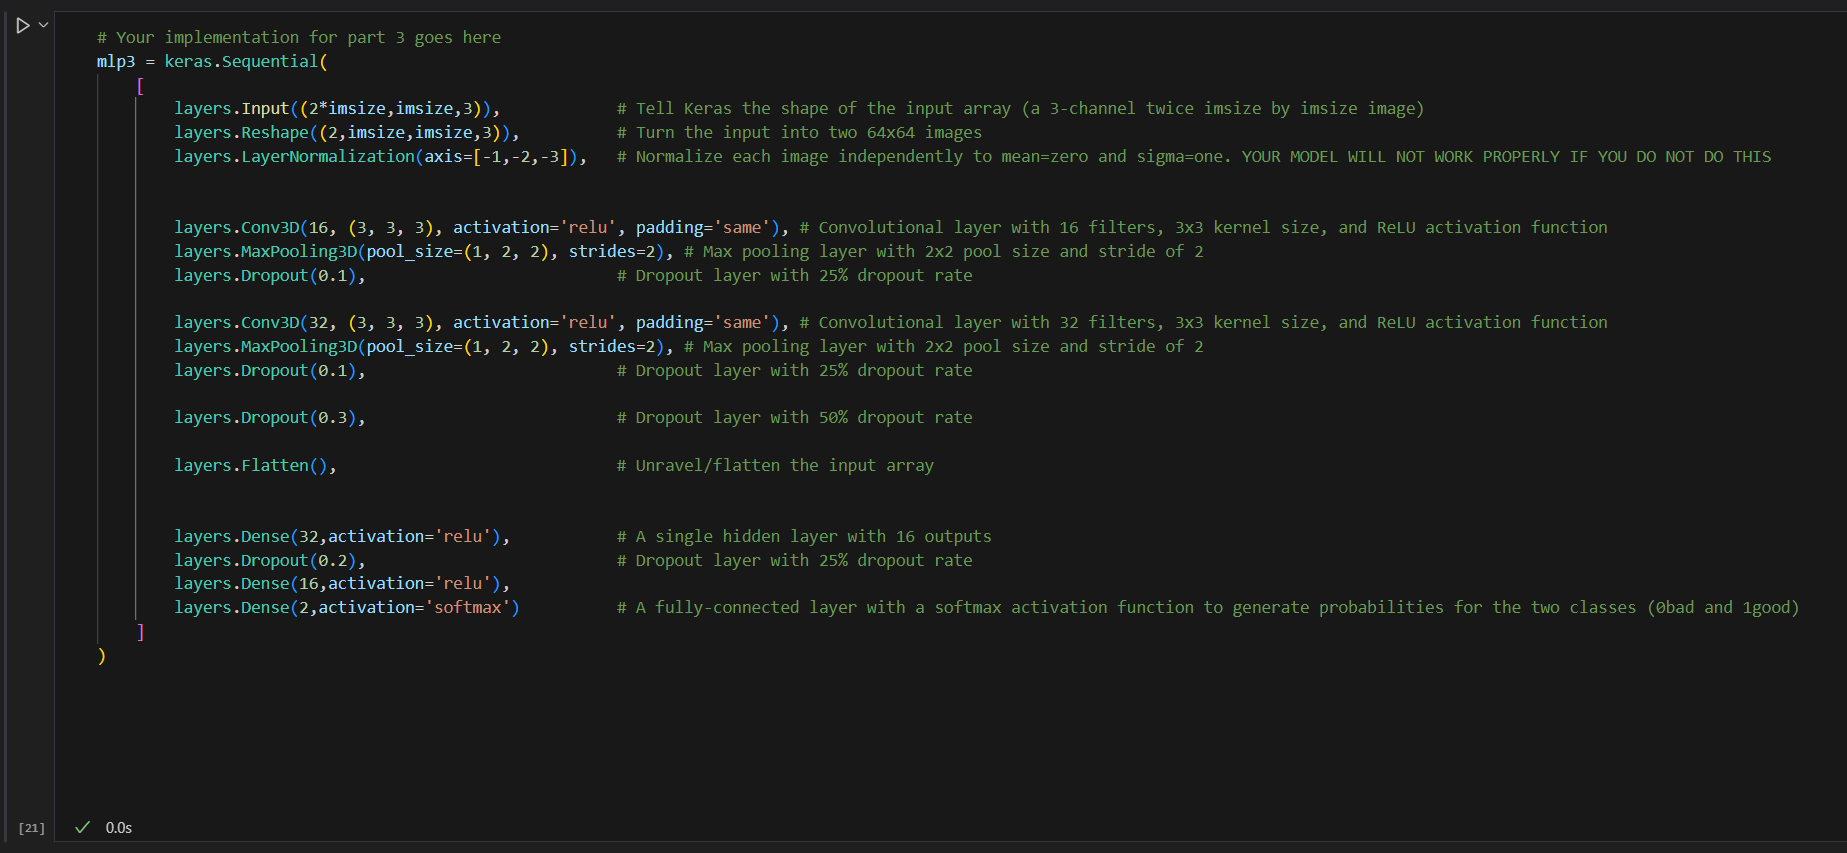 # Your implementation for part 3 goes here
mlp3 = keras.Sequential(
[
layers.Input((2*imsize,imsize,3)), # Tell Keras the shape of the input array (a 3-channel twice imsize by imsize image)
layers.Reshape((2,imsize,imsize,3)), # Turn the input into two 64x64 images
layers.LayerNormalization(axis=[-1,-2,-3]), # Normalize each image independently to mean=zero and sigma=one. YOUR MODEL WILL NOT WORK PROPERLY IF YOU DO NOT DO THIS
layers.Conv3D(16, (3, 3, 3), activation='relu', padding='same'), # Convolutional layer with 16 filters, 3x3 kernel size, and ReLU activation function
layers.MaxPooling3D(pool_size=(1, 2, 2), strides=2), # Max pooling layer with 2x2 pool size and stride of 2
layers.Dropout(0.1), # Dropout layer with 25% dropout rate
layers.Conv3D(32, (3, 3, 3), activation='relu', padding='same'), # Convolutional layer with 32 filters, 3x3 kernel size, and ReLU activation function
layers.MaxPooling3D(pool_size=(1, 2, 2), strides=2), # Max pooling layer with 2x2 pool size and stride of 2
layers.Dropout(0.1), # Dropout layer with 25% dropout rate
layers.Dropout(0.3), # Dropout layer with 50% dropout rate
layers.Flatten(), # Unravel/flatten the input array
layers.Dense(32,activation='relu'), # A single hidden layer with 16 outputs
layers.Dropout(0.2), # Dropout layer with 25% dropout rate
layers.Dense(16,activation='relu'),
layers.Dense(2,activation='softmax') # A fully-connected layer with a softmax activation function to generate probabilities for the two classes (0bad and 1good)
]
)
[21] 0.0s